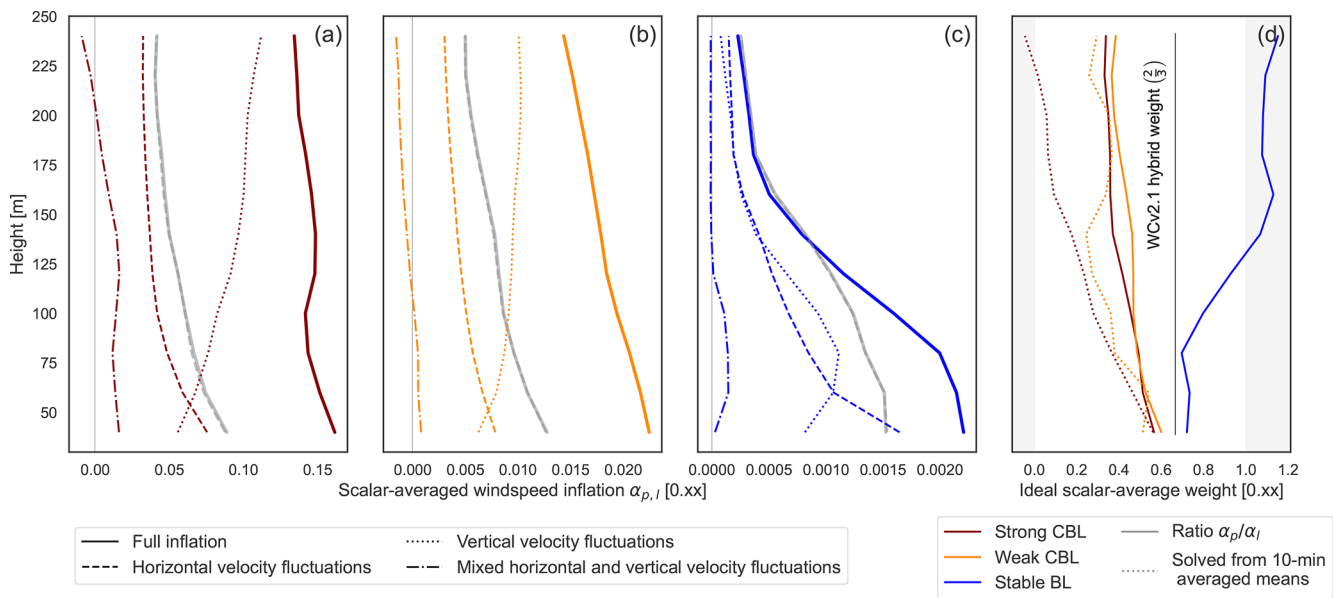 (a)
(b)
(c)
(d)
250
225
200
175
150
125
100
75
50
Height [m]
0.00 0.05 0.10 0.15
0.000 0.005 0.010 0.015 0.020
0.0000 0.0005 0.0010 0.0015 0.0020
0.0 0.2 0.4 0.6 0.8 1.0 1.2
WCv2.1 hybrid weight (2/3)
Scalar-averaged windspeed inflation α_{p, l} [0.xx]
Ideal scalar-average weight [0.xx]
Full inflation
Horizontal velocity fluctuations
Vertical velocity fluctuations
Mixed horizontal and vertical velocity fluctuations
Strong CBL
Weak CBL
Stable BL
Ratio α_p/α_l
Solved from 10-min
averaged means